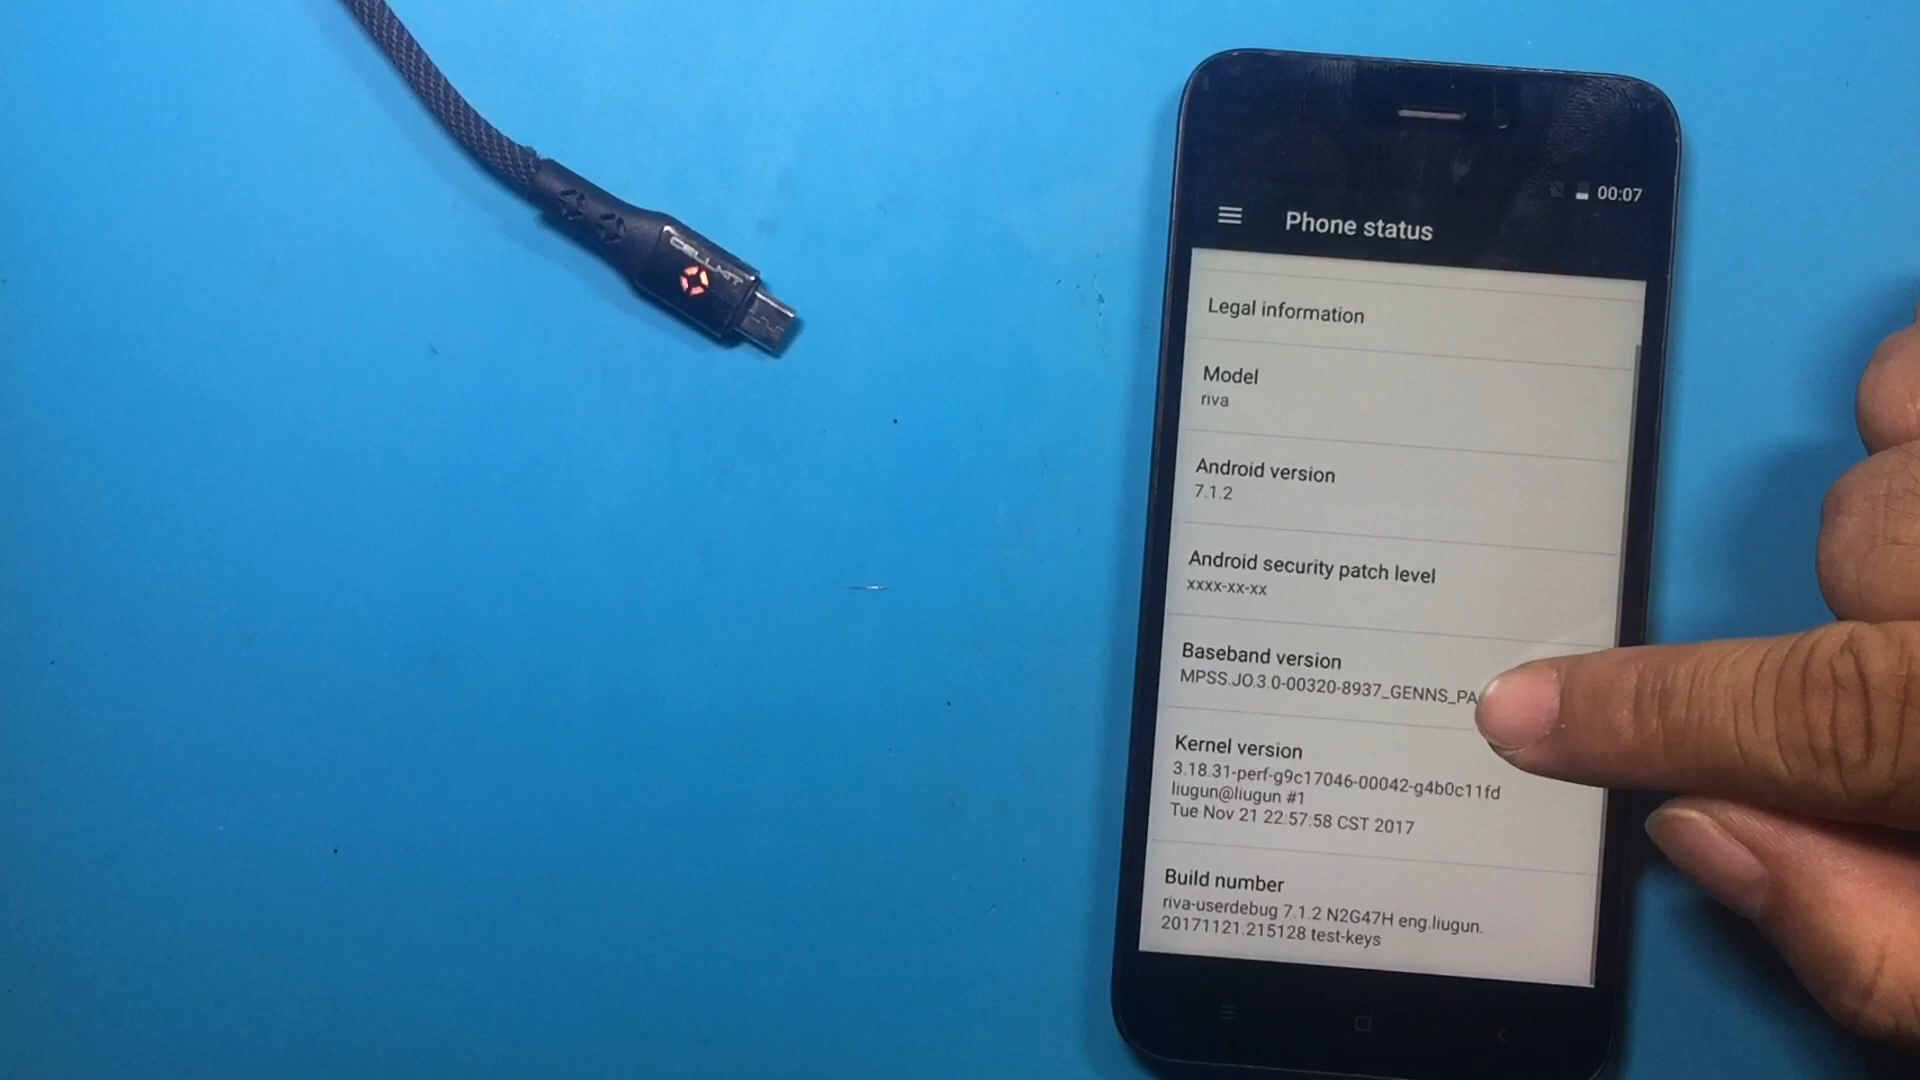 CELLKIT
00:07
Phone status
Legal information
Model
riva
Android version
7.1.2
Android security patch level
xxxx-xx-xx
Baseband version
MPSS.JO.3.0-00320-8937_GENNS_PA
Kernel version
3.18.31-perf-g9c17046-00042-g4b0c11fd
liugun@liugun #1
Tue Nov 21 22:57:58 CST 2017
Build number
riva-userdebug 7.1.2 N2G47H eng.liugun.
20171121.215128 test-keys